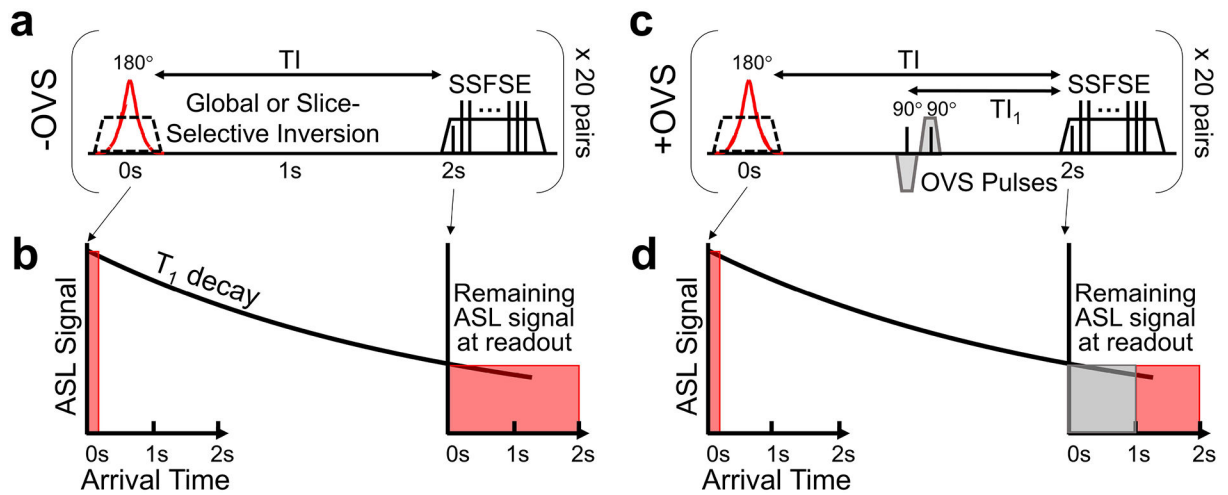 a
-OVS
180°
TI
Global or Slice-
Selective Inversion
SSFSE
...
x 20 pairs
0s
1s
2s
b
ASL Signal
T1 decay
Remaining
ASL signal
at readout
0s
1s
2s
0s
1s
2s
Arrival Time
c
+OVS
180°
TI
90°
90°
TI1
SSFSE
...
x 20 pairs
0s
OVS Pulses
2s
d
ASL Signal
Remaining
ASL signal
at readout
0s
1s
2s
0s
1s
2s
Arrival Time